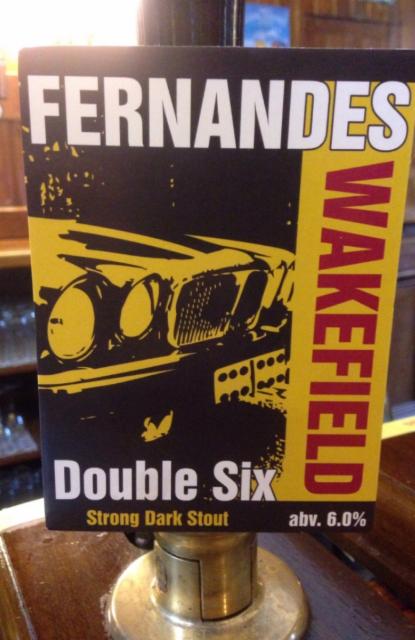 FERNANDES
WAKEFIELD
Double Six
Strong Dark Stout
abv. 6.0%